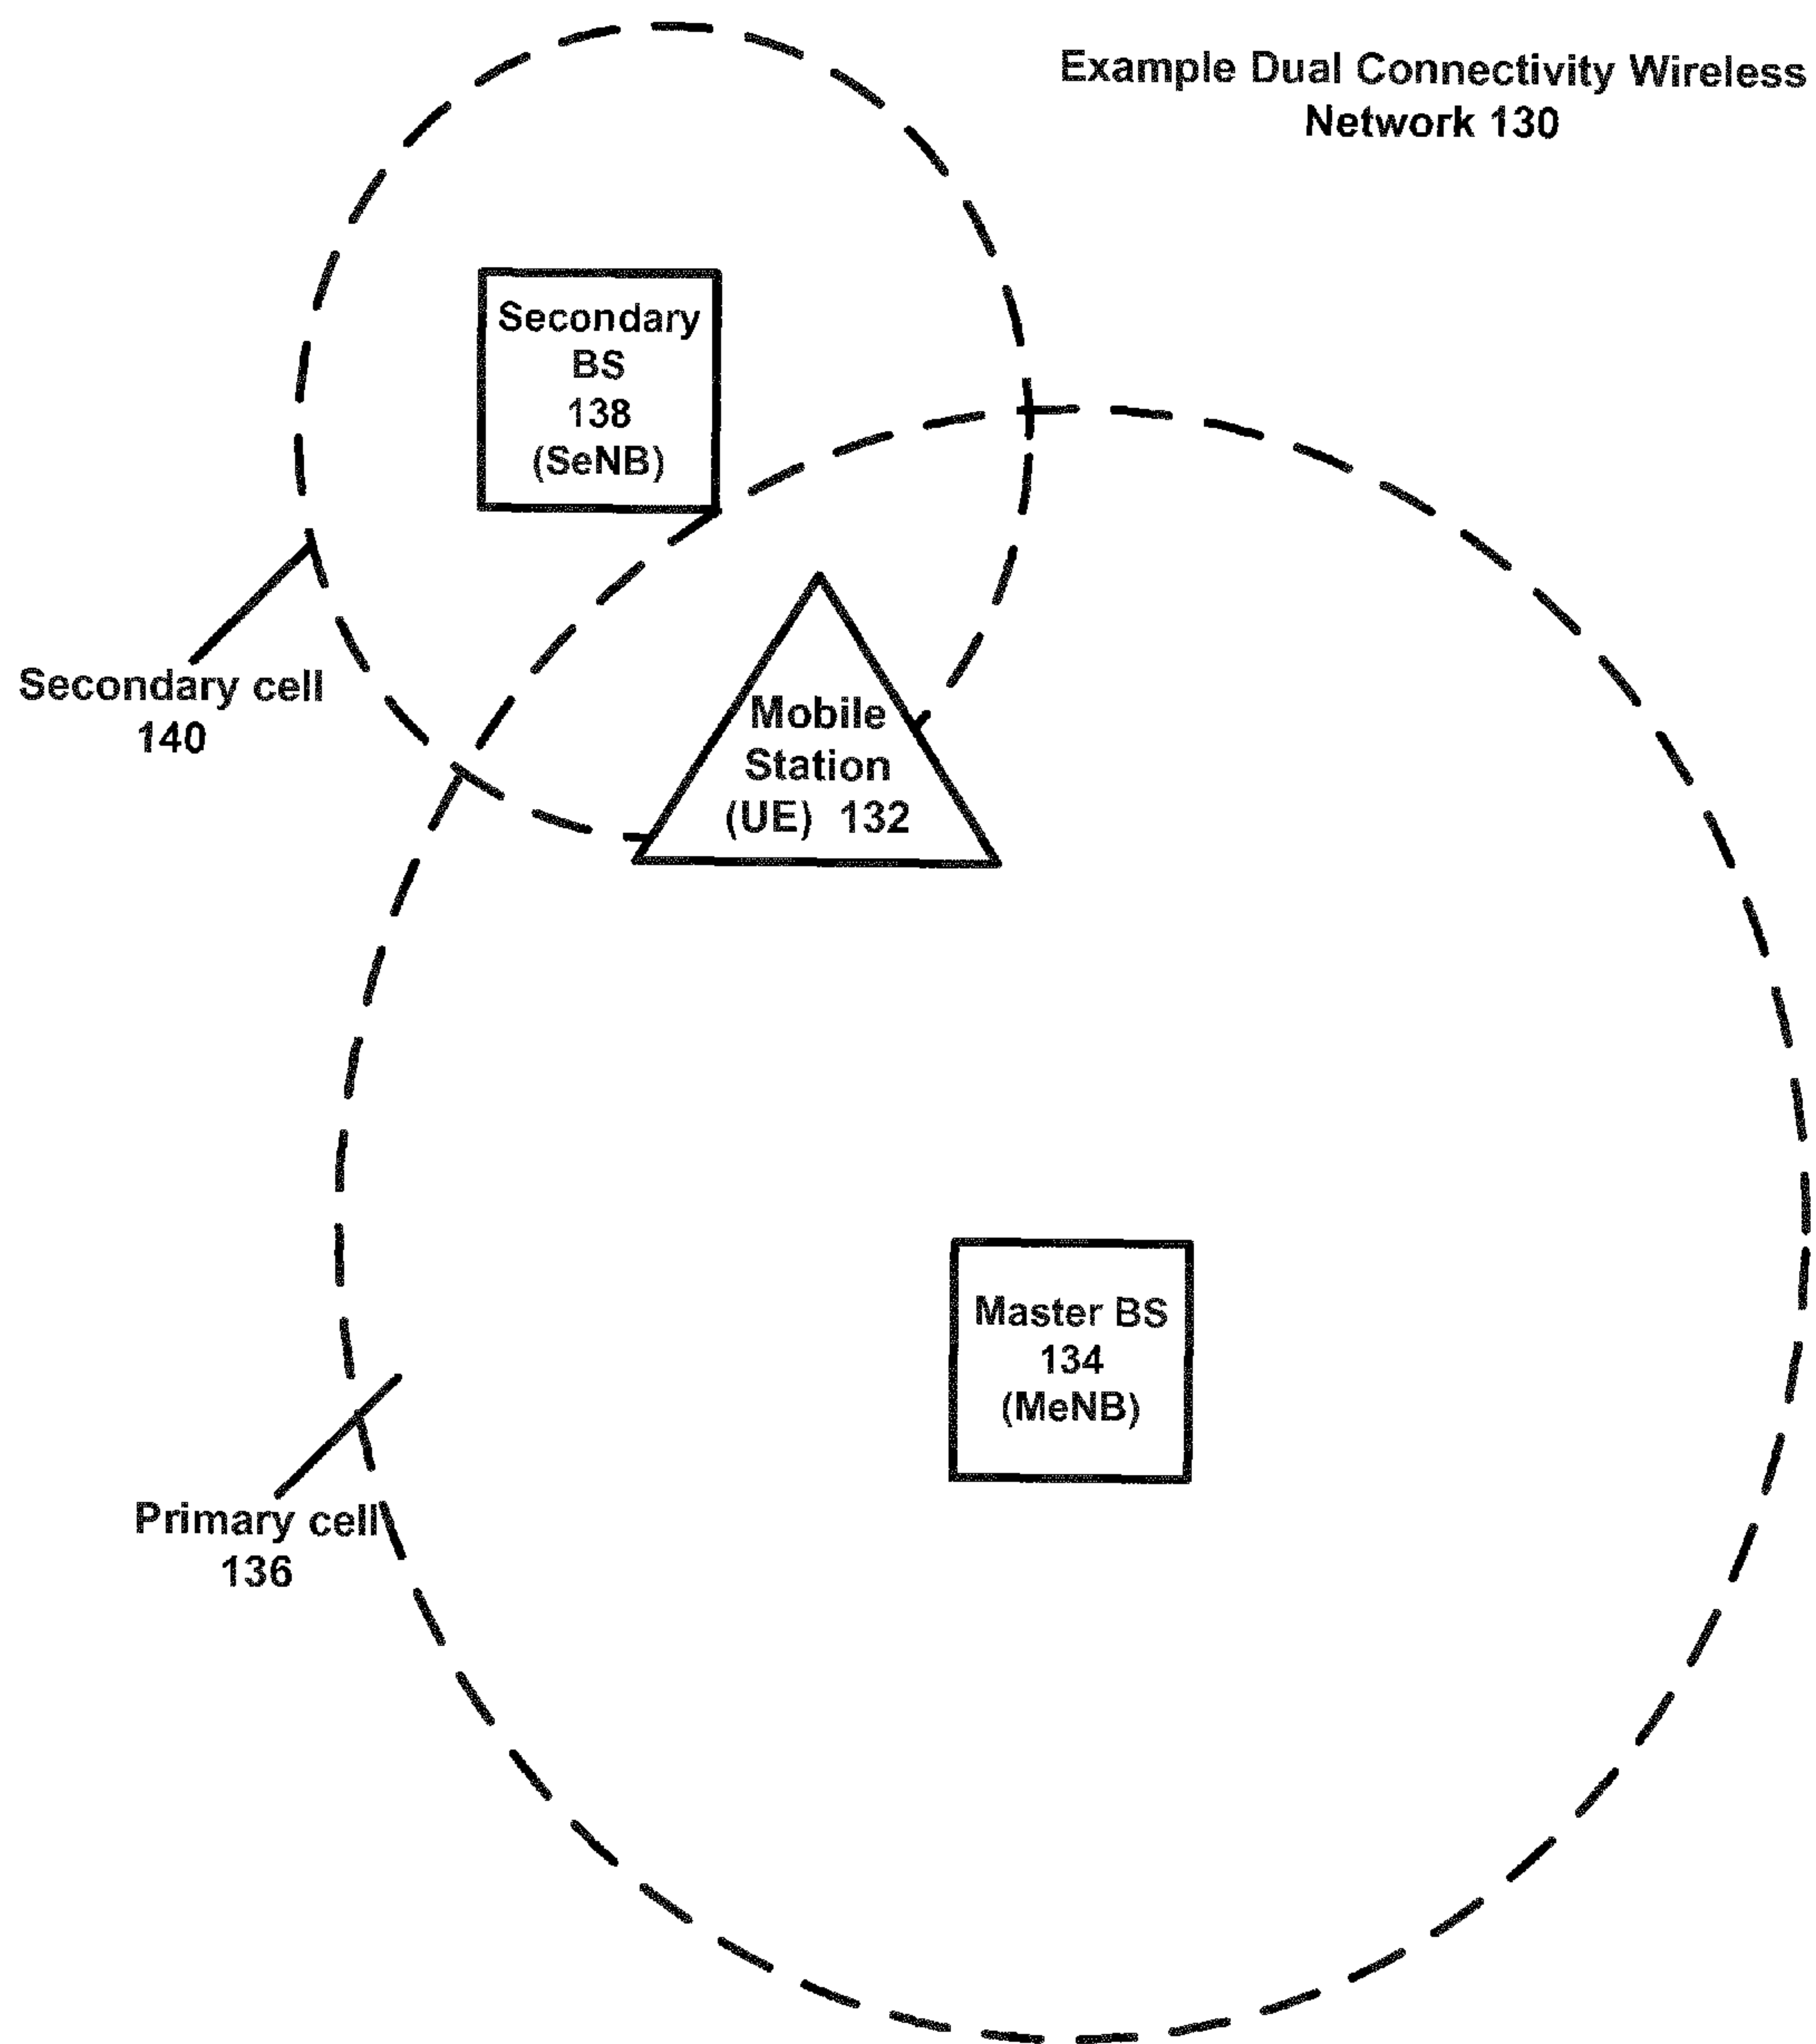 Example Dual Connectivity Wireless
Network 130
Secondary
BS
138
(SeNB)
Secondary cell
140
Mobile
Station
(UE) 132
Master BS
134
(MeNB)
Primary cell
136